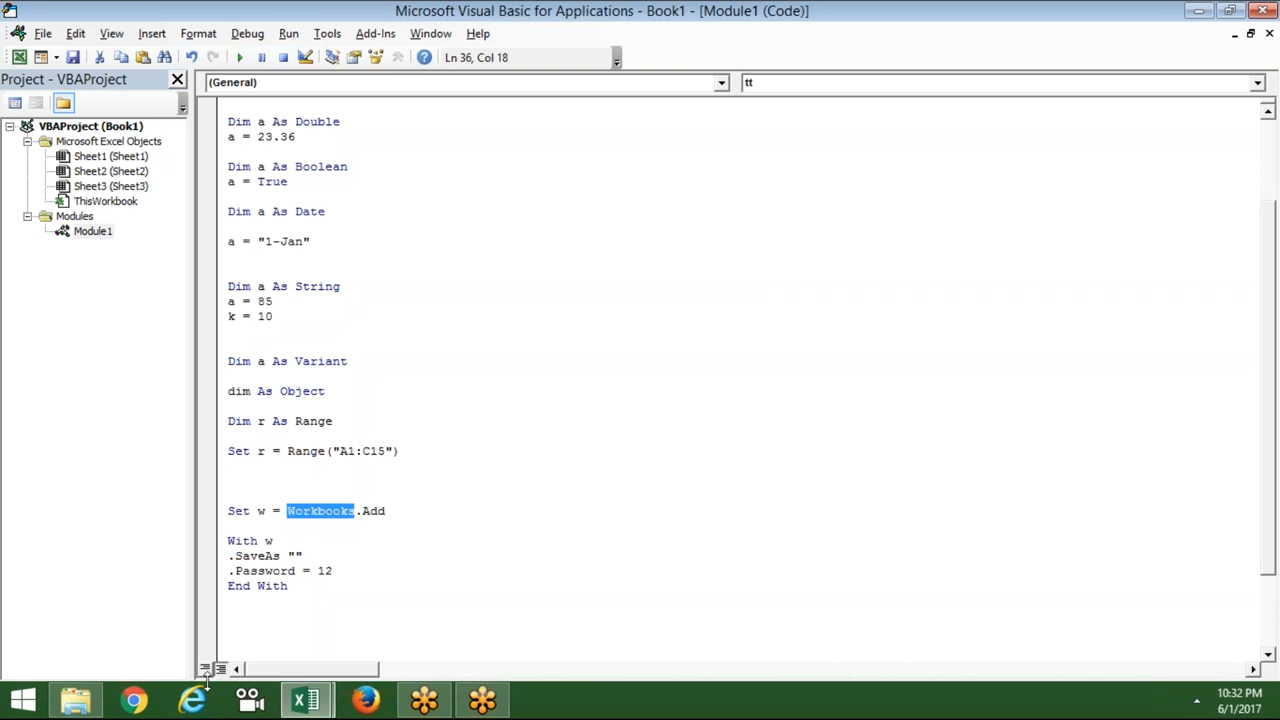 Microsoft Visual Basic for Applications - Book1 - [Module1 (Code)]
File Edit View Insert Format Debug Run Tools Add-Ins Window Help
Ln 36, Col 18
Project - VBAProject
(General)
tt
VBAProject (Book1)
Microsoft Excel Objects
Sheet1 (Sheet1)
Sheet2 (Sheet2)
Sheet3 (Sheet3)
ThisWorkbook
Modules
Module1
Dim a As Double
a = 23.36
Dim a As Boolean
a = True
Dim a As Date
a = "1-Jan"
Dim a As String
a = 85
k = 10
Dim a As Variant
dim As Object
Dim r As Range
Set r = Range("A1:C15")
Set w = Workbooks.Add
With w
.SaveAs ""
.Password = 12
End With
10:32 PM
6/1/2017